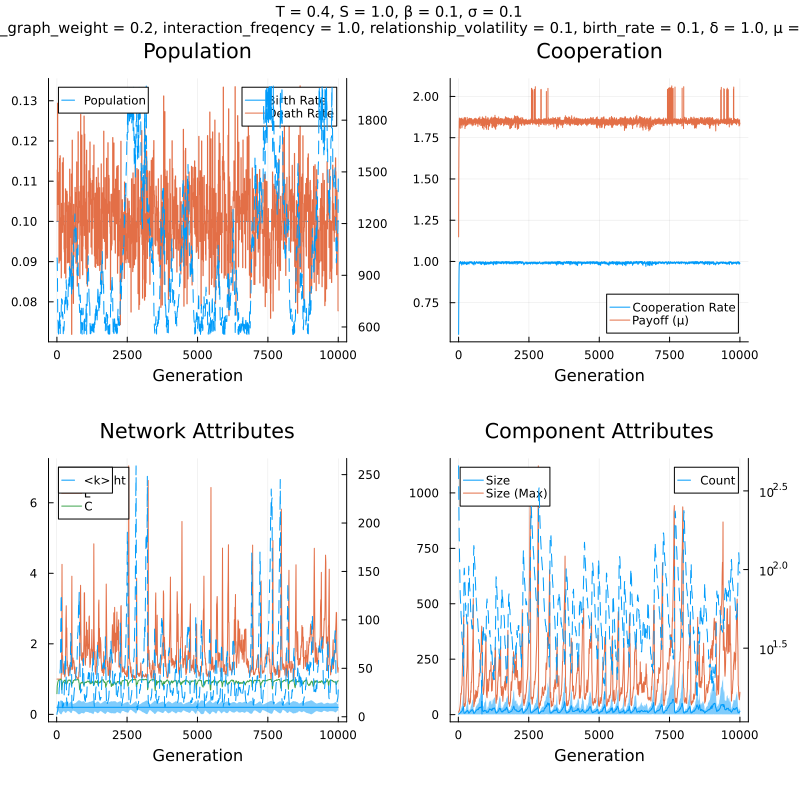 T = 0.4, S = 1.0, β = 0.1, σ = 0.1
_graph_weight = 0.2, interaction_freqency = 1.0, relationship_volatility = 0.1, birth_rate = 0.1, δ = 1.0, μ =
Population
Cooperation
Population
Birth Rate
Death Rate
0.13
0.12
0.11
0.10
0.09
0.08
1800
1500
1200
900
600
0
2500
5000
7500
10000
Generation
2.00
1.75
1.50
1.25
1.00
0.75
Cooperation Rate
Payoff (μ)
0
2500
5000
7500
10000
Generation
Network Attributes
Component Attributes
<k>
ht
L
C
6
4
2
0
250
200
150
100
50
0
0
2500
5000
7500
10000
Generation
Size
Size (Max)
Count
1000
750
500
250
0
10^2.5
10^2.0
10^1.5
0
2500
5000
7500
10000
Generation